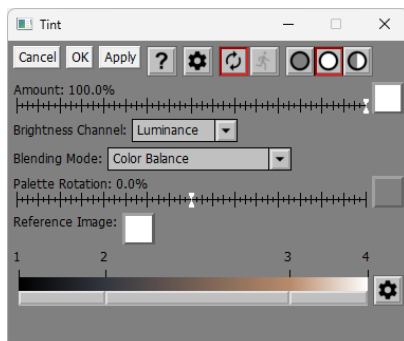 Tint
Cancel OK Apply ?
Amount: 100.0%
Brightness Channel: Luminance
Blending Mode: Color Balance
Palette Rotation: 0.0%
Reference Image:
1 2 3 4